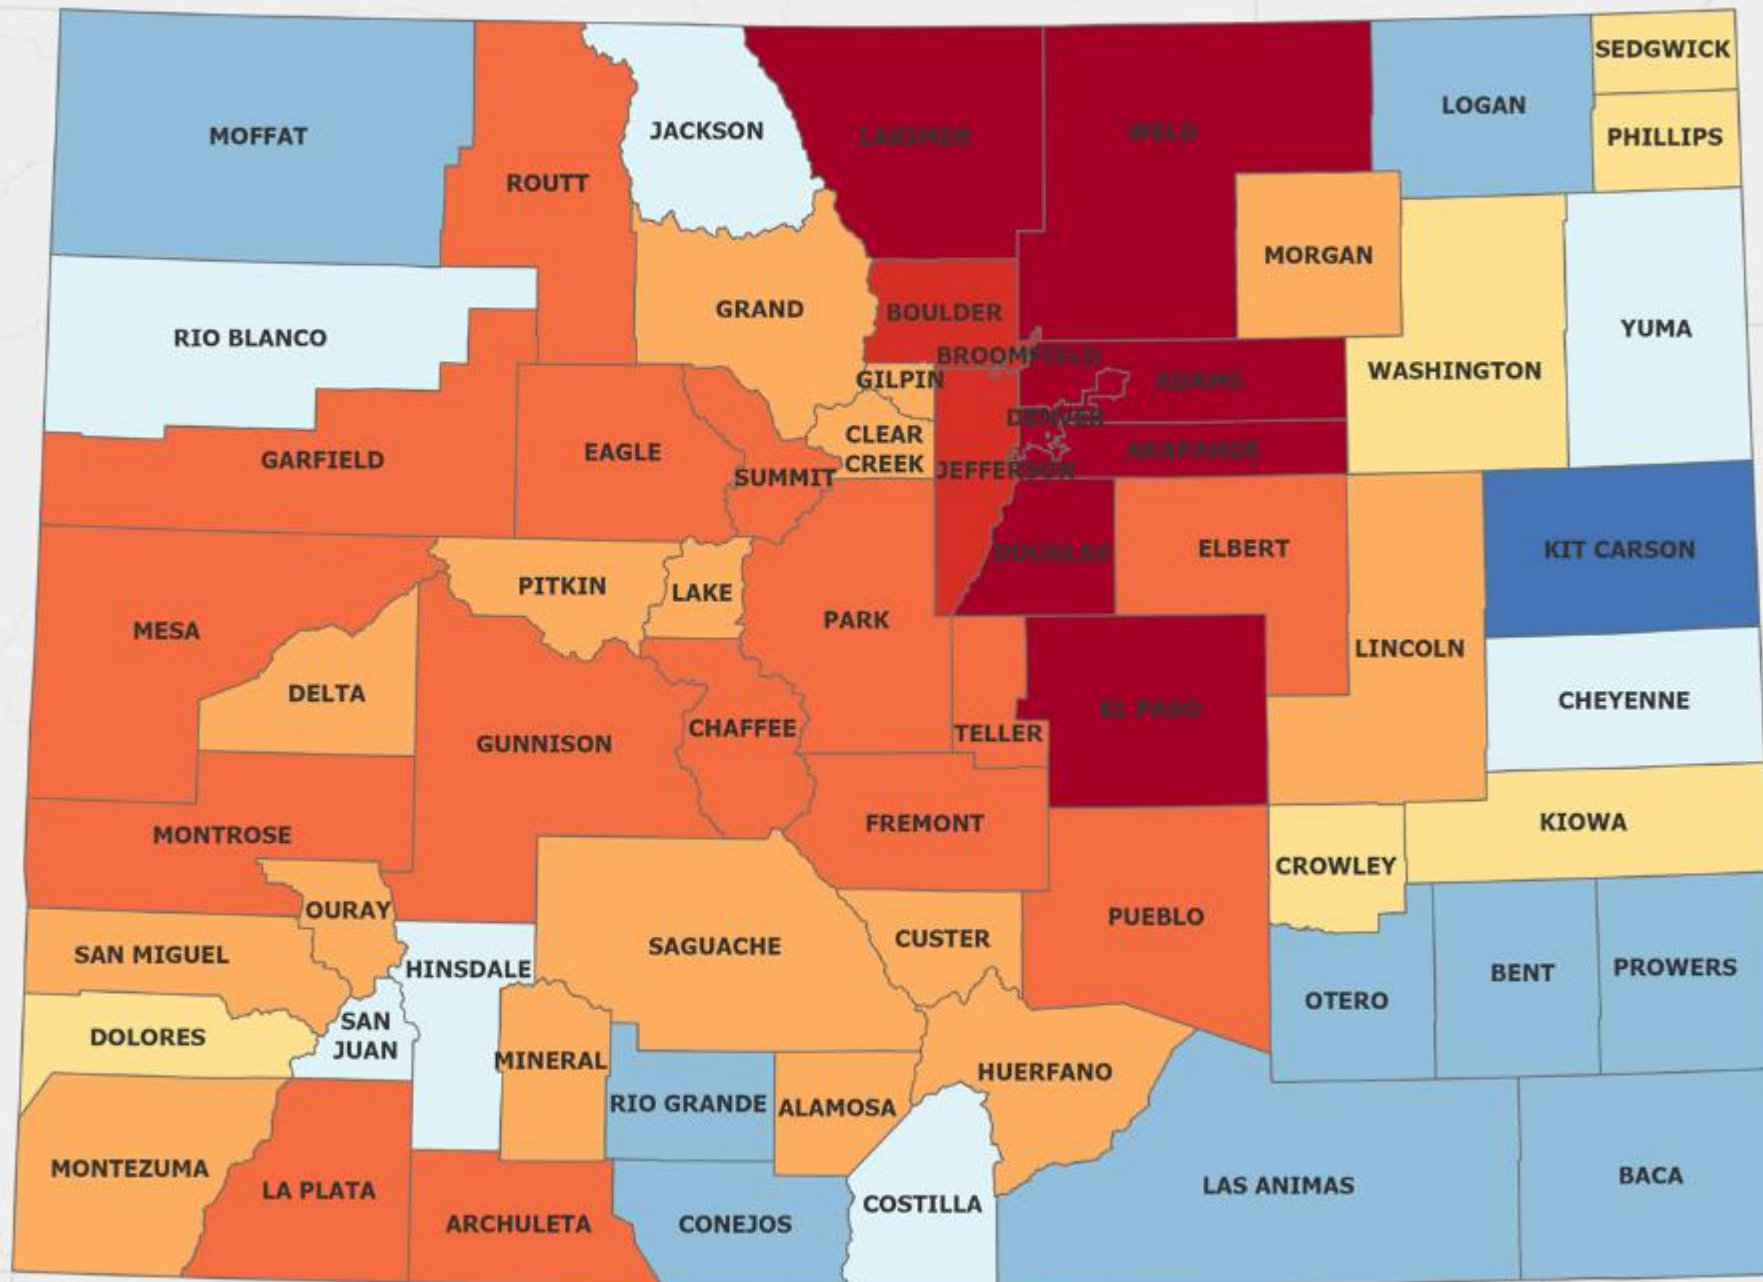 SEDGWICK
LOGAN
JACKSON
MOFFAT
LARIMER
WELD
PHILLIPS
ROUTT
MORGAN
GRAND
BOULDER
YUMA
RIO BLANCO
BROOMFIELD
GILPIN
ADAMS
WASHINGTON
DENVER
CLEAR
CREEK
EAGLE
GARFIELD
SUMMIT
JEFFERSON
ARAPAHOE
DOUGLAS
ELBERT
KIT CARSON
PITKIN
LAKE
PARK
MESA
LINCOLN
DELTA
CHEYENNE
EL PASO
CHAFFEE
TELLER
GUNNISON
FREMONT
KIOWA
MONTROSE
CROWLEY
OURAY
PUEBLO
SAN MIGUEL
SAGUACHE
CUSTER
HINSDALE
BENT
PROWERS
OTERO
SAN
JUAN
DOLORES
MINERAL
HUERFANO
RIO GRANDE
ALAMOSA
MONTEZUMA
LA PLATA
LAS ANIMAS
BACA
COSTILLA
ARCHULETA
CONEJOS